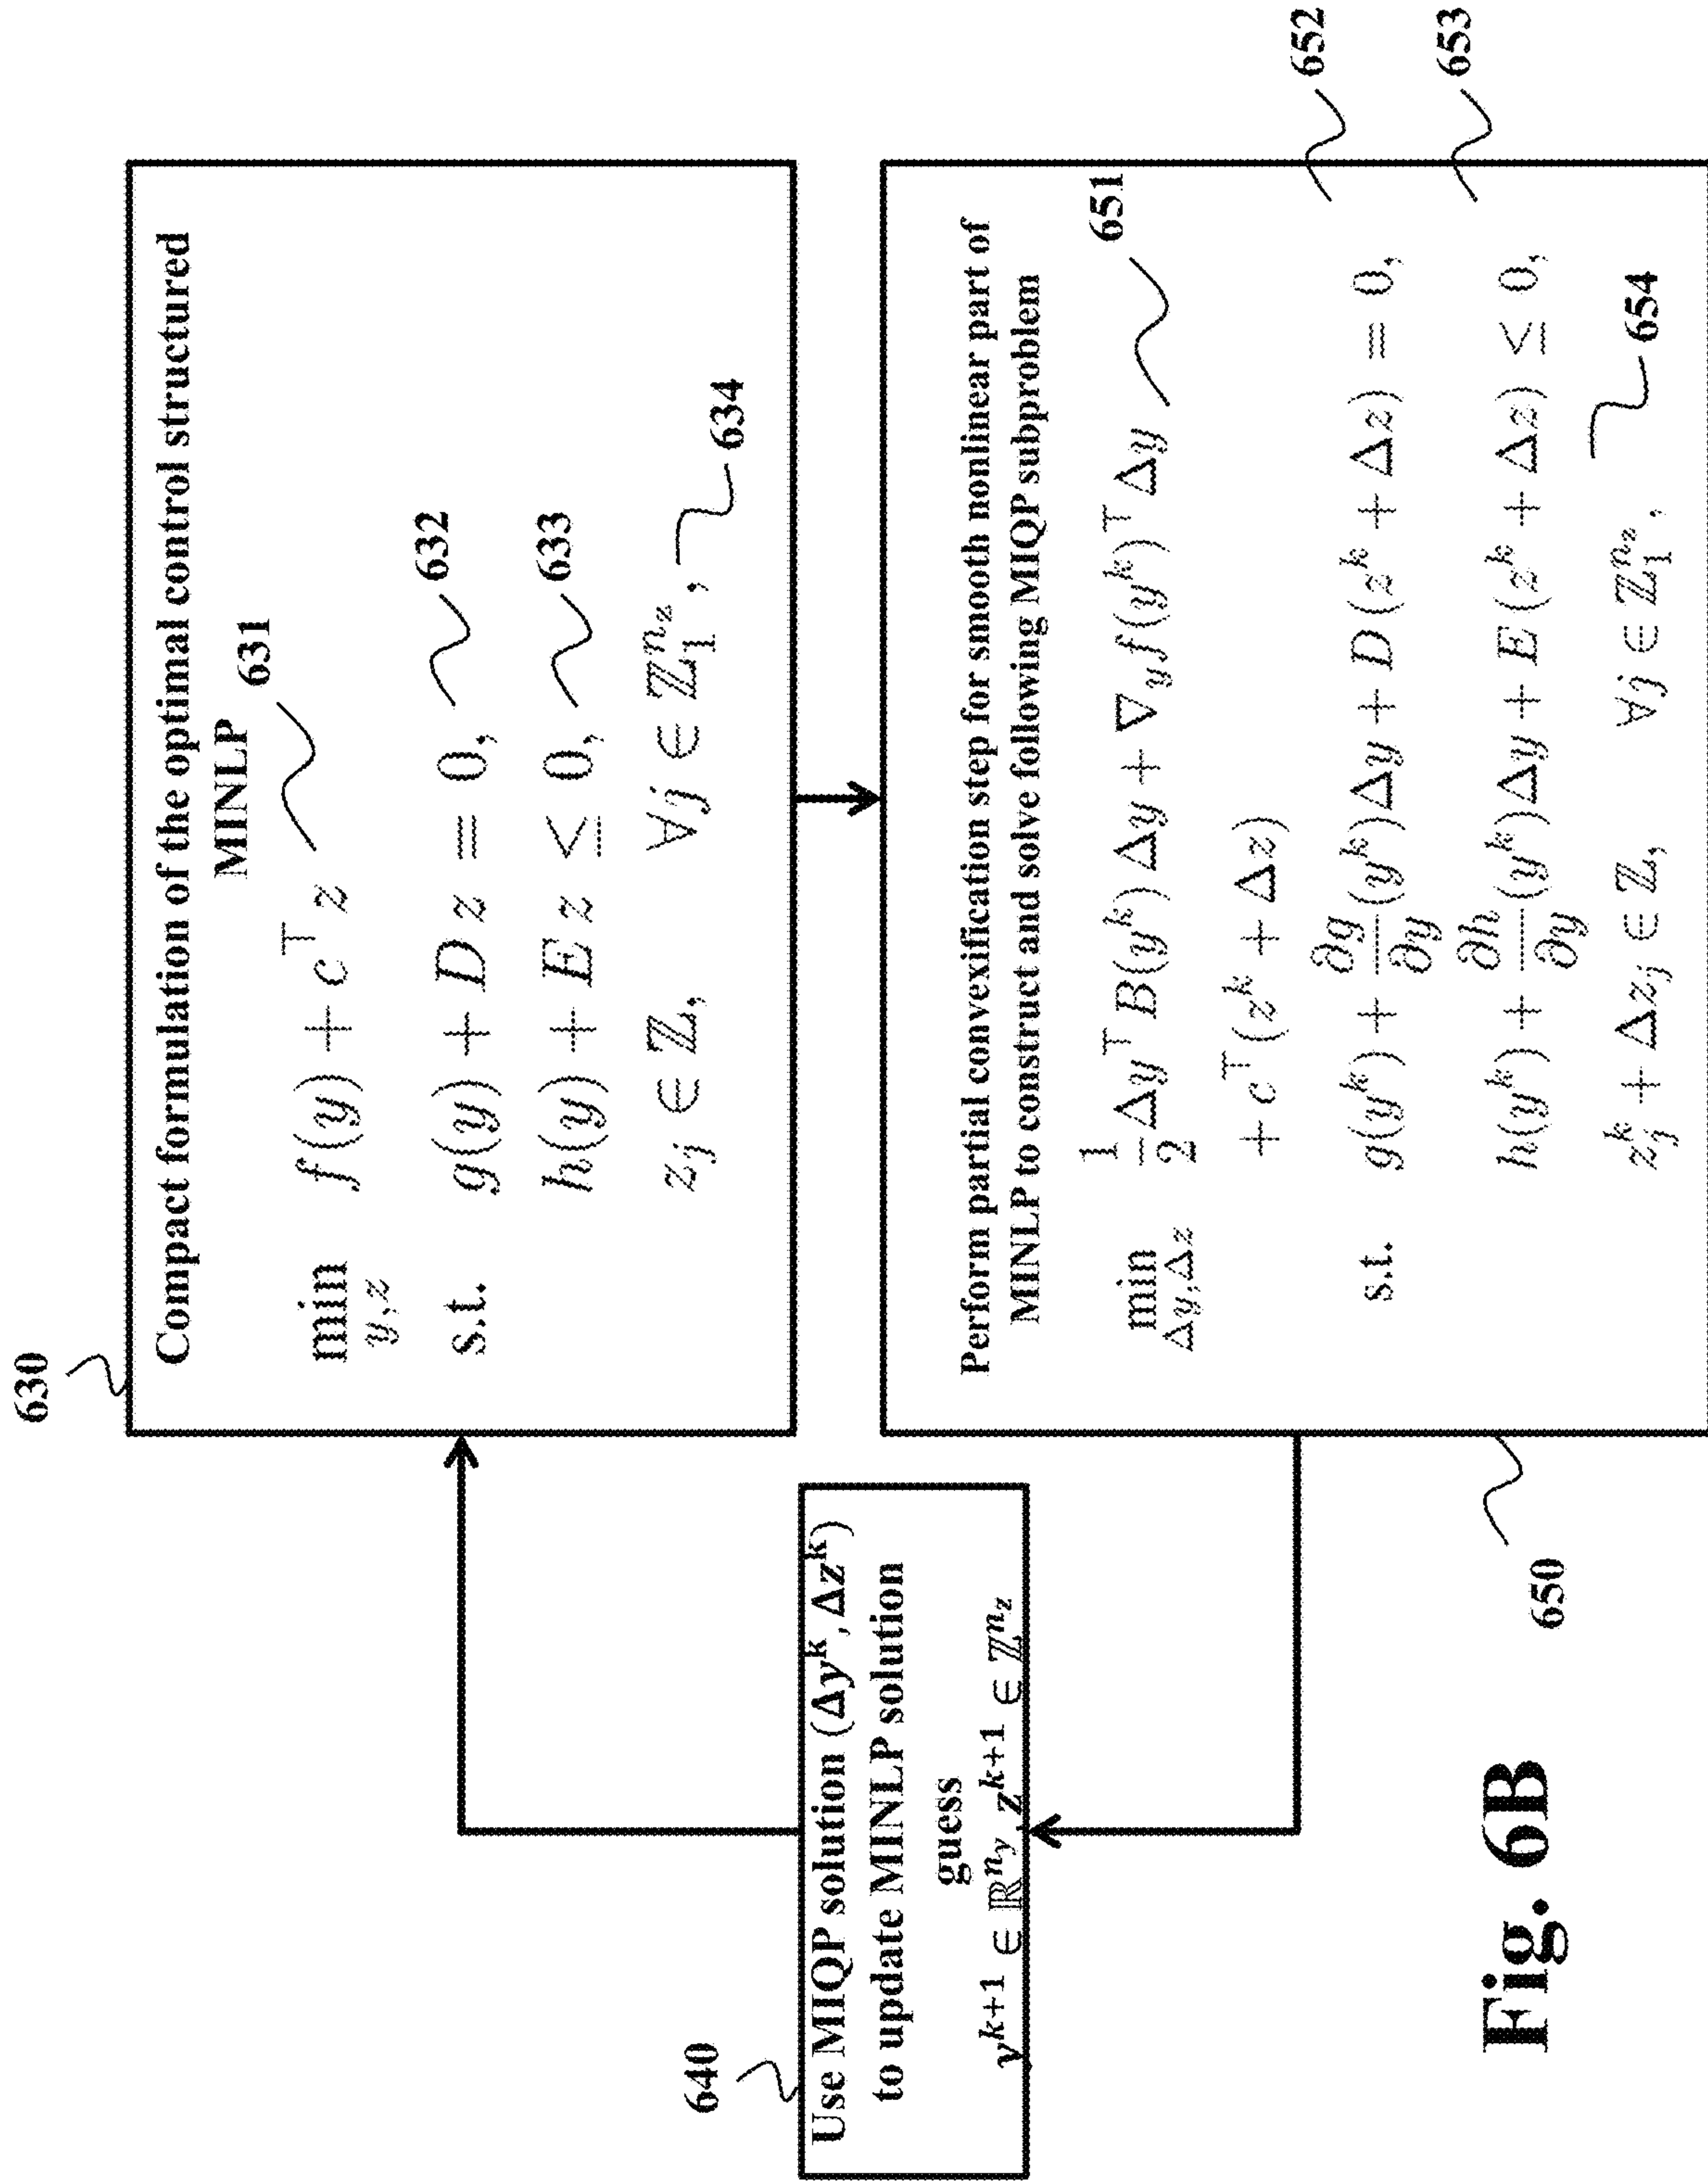 630
Compact formulation of the optimal control structured
MINLP
631
min y,z f(y) + c^⊤ z
632
s.t. g(y) + D z = 0,
633
h(y) + E z ≤ 0,
634
z_j ∈ ℤ, ∀j ∈ ℤ_1^{n_z},
640
Use MIQP solution (Δy^k, Δz^k)
to update MINLP solution
guess
y^{k+1} ∈ ℝ^{n_y}, z^{k+1} ∈ ℤ^{n_z}
Perform partial convexification step for smooth nonlinear part of
MINLP to construct and solve following MIQP subproblem
651
min Δy,Δz 1/2 Δy^⊤ B(y^k) Δy + ∇_y f(y^k)^⊤ Δy
+ c^⊤(z^k + Δz)
652
s.t. g(y^k) + ∂g/∂y (y^k)Δy + D(z^k + Δz) = 0,
653
h(y^k) + ∂h/∂y (y^k)Δy + E(z^k + Δz) ≤ 0,
654
z_j^k + Δz_j ∈ ℤ, ∀j ∈ ℤ_1^{n_z},
650
Fig. 6B